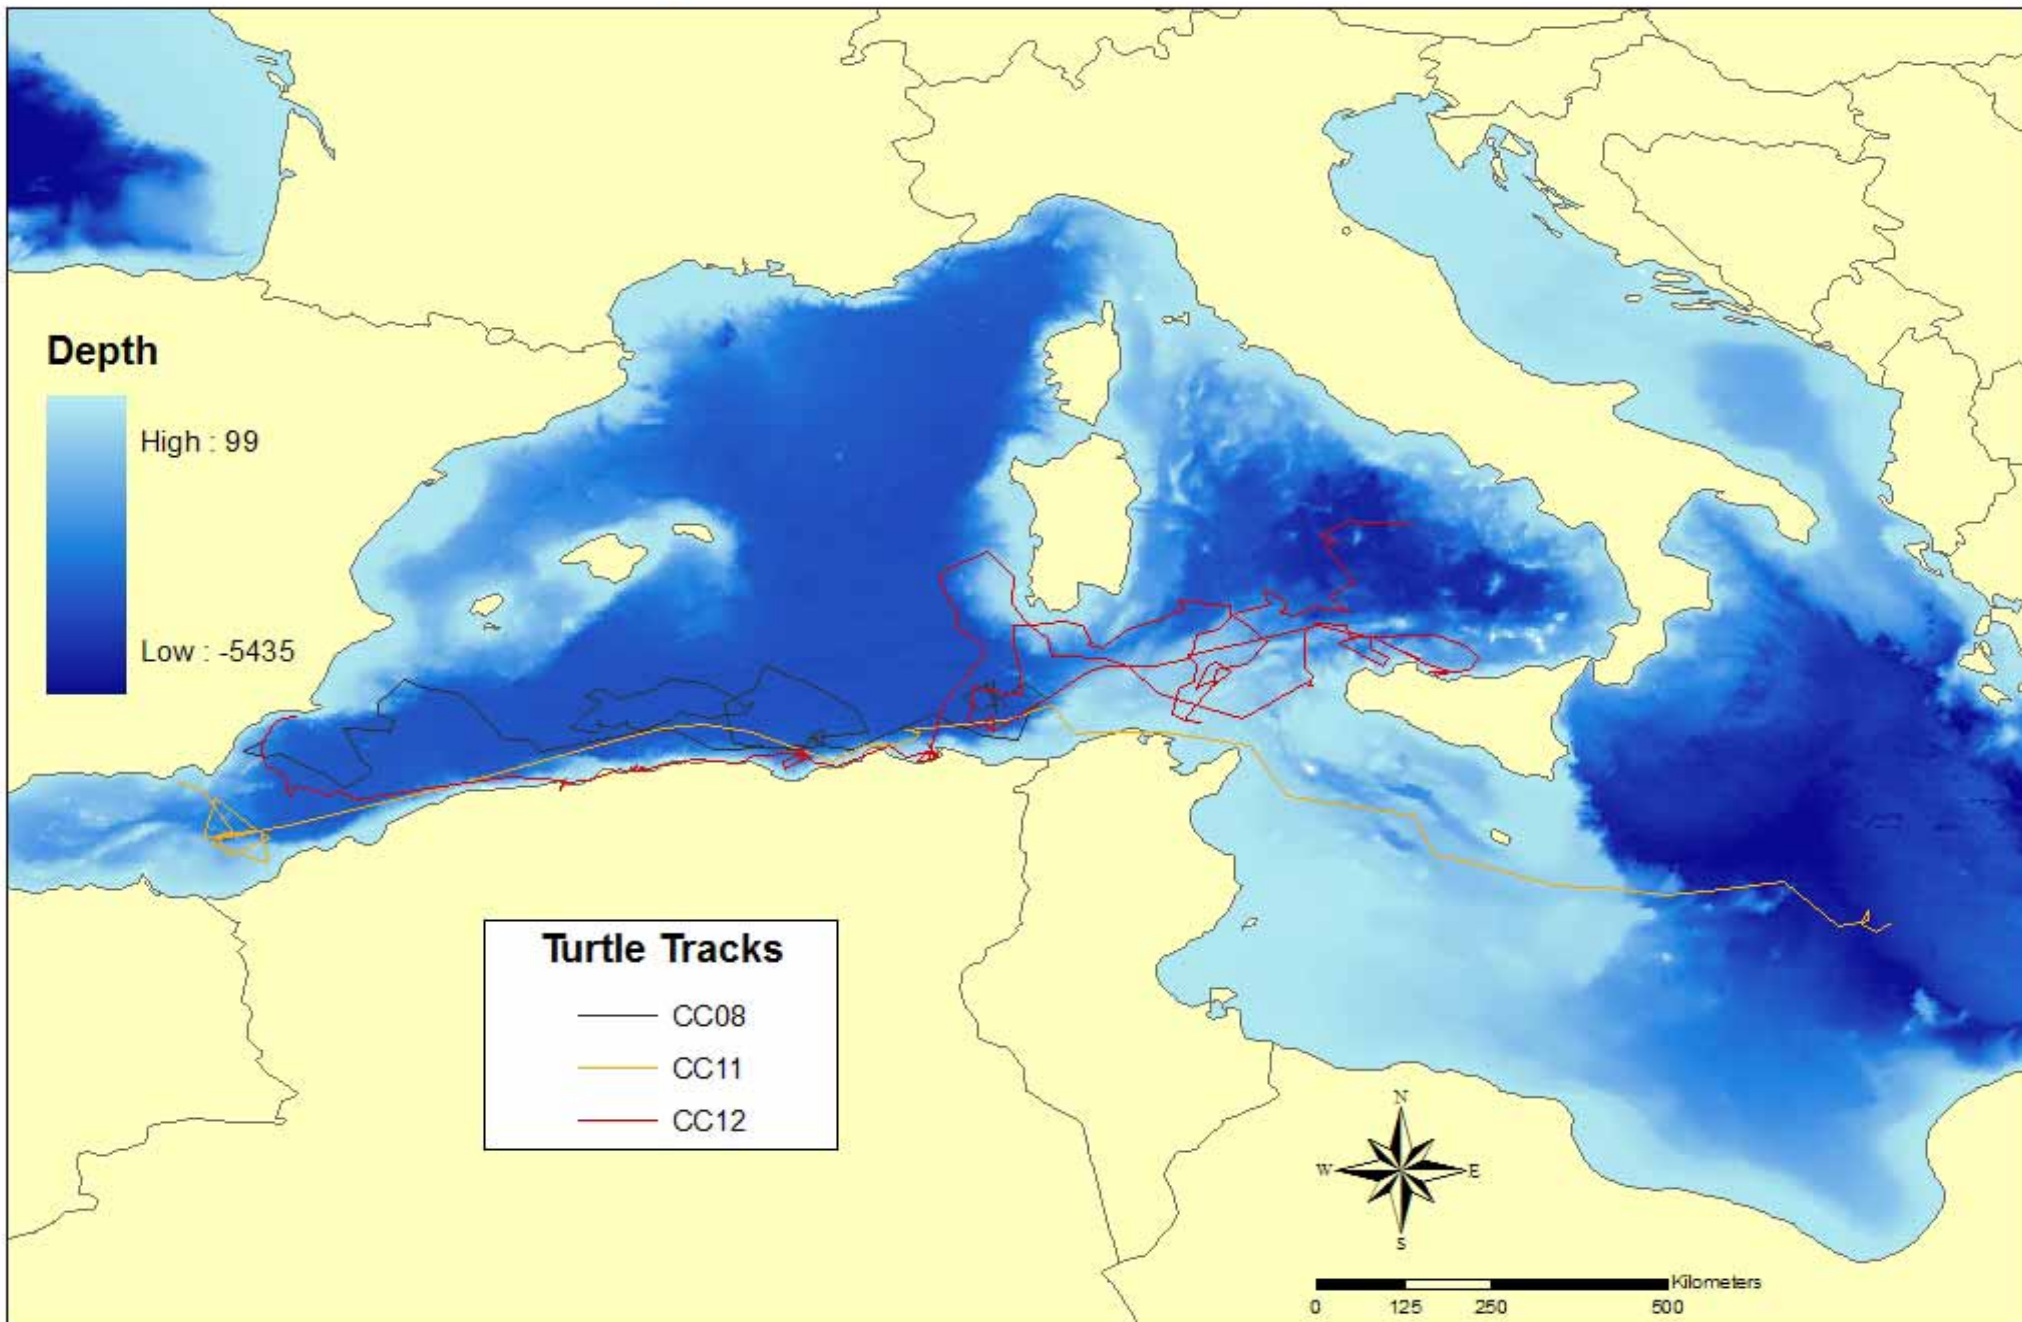 Depth
High : 99
Low : -5435
Turtle Tracks
CC08
CC11
CC12
N
W E
S
Kilometers
0 125 250 500